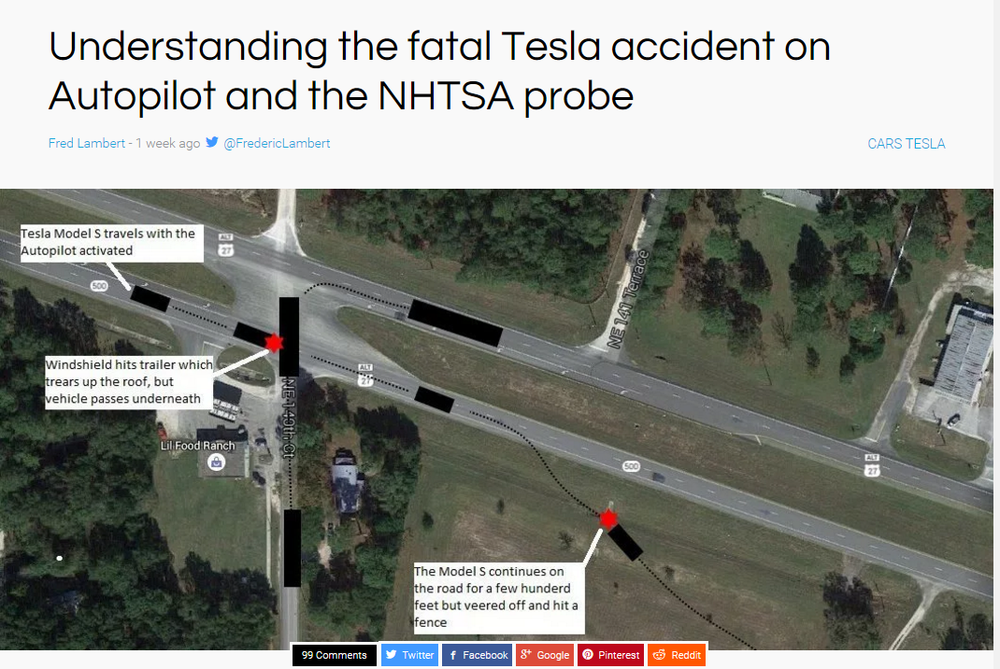 Understanding the fatal Tesla accident on
Autopilot and the NHTSA probe
Fred Lambert - 1 week ago @FredericLambert
CARS TESLA
Tesla Model S travels with the
Autopilot activated
ALT
27
500
NE 141 Terrace
Windshield hits trailer which
trears up the roof, but
vehicle passes underneath
ALT
27
NE 140th Ct
Lil Food Ranch
500
ALT
27
The Model S continues on
the road for a few hunderd
feet but veered off and hit a
fence
99 Comments
Twitter
Facebook
Google
Pinterest
Reddit